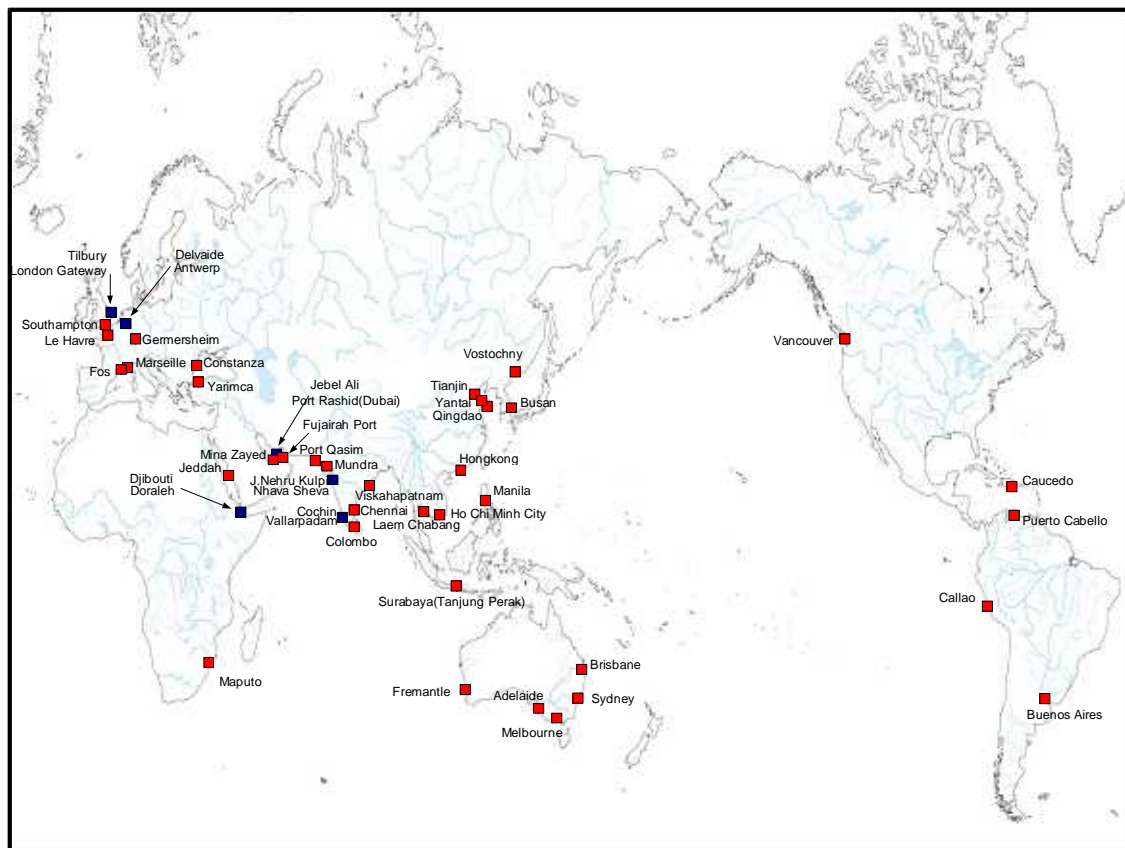 Tilbury
London Gateway
Delvaide
Antwerp
Southampton
Le Havre
Germersheim
Vancouver
Fos
Marseille
Constanza
Vostochny
Yarimca
Jebel Ali
Port Rashid(Dubai)
Tianjin
Yantai
Qingdao
Busan
Fujairah Port
Mina Zayed
Port Qasim
Jeddah
Mundra
Hongkong
Djibouti
Doraleh
J.Nehru Kulpi
Nhava Sheva
Viskahapatnam
Manila
Caucedo
Cochin
Vallarpadam
Chennai
Laem Chabang
Ho Chi Minh City
Puerto Cabello
Colombo
Surabaya(Tanjung Perak)
Callao
Maputo
Brisbane
Fremantle
Adelaide
Sydney
Melbourne
Buenos Aires